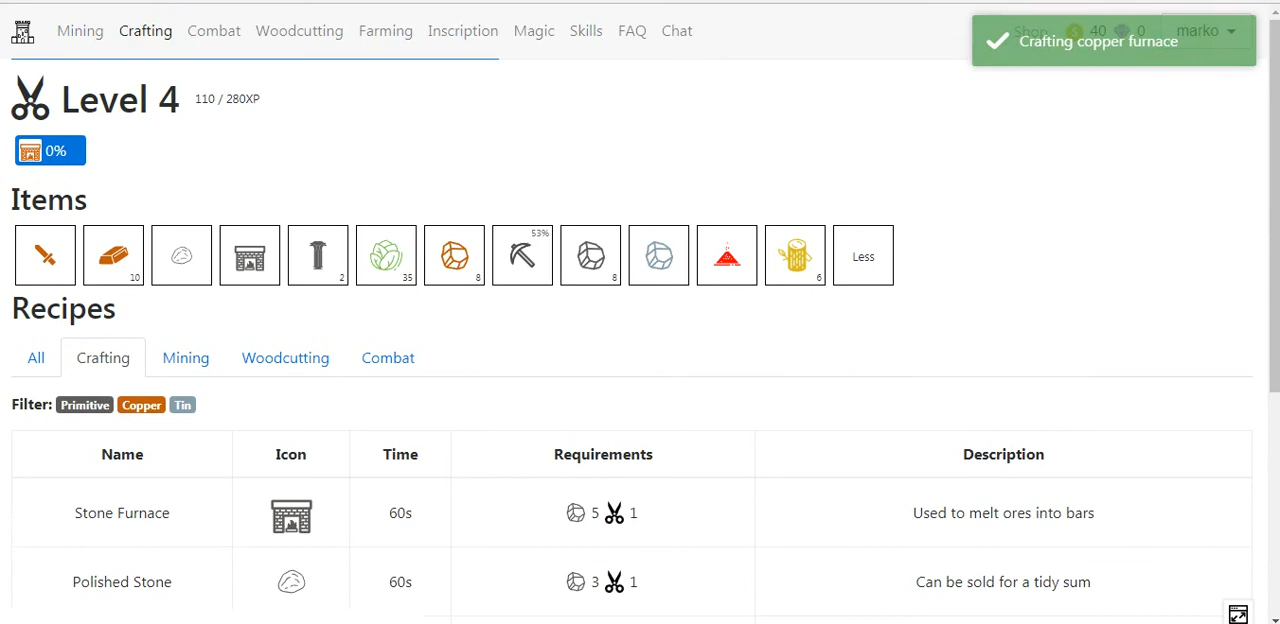 Mining Crafting Combat Woodcutting Farming Inscription Magic Skills FAQ Chat Shop 40 0 marko
Crafting copper furnace
Level 4 110 / 280XP
0%
Items
10 2 35 8 53% 8 6 Less
Recipes
All Crafting Mining Woodcutting Combat
Filter: Primitive Copper Tin
Name Icon Time Requirements Description
Stone Furnace 60s 5 1 Used to melt ores into bars
Polished Stone 60s 3 1 Can be sold for a tidy sum